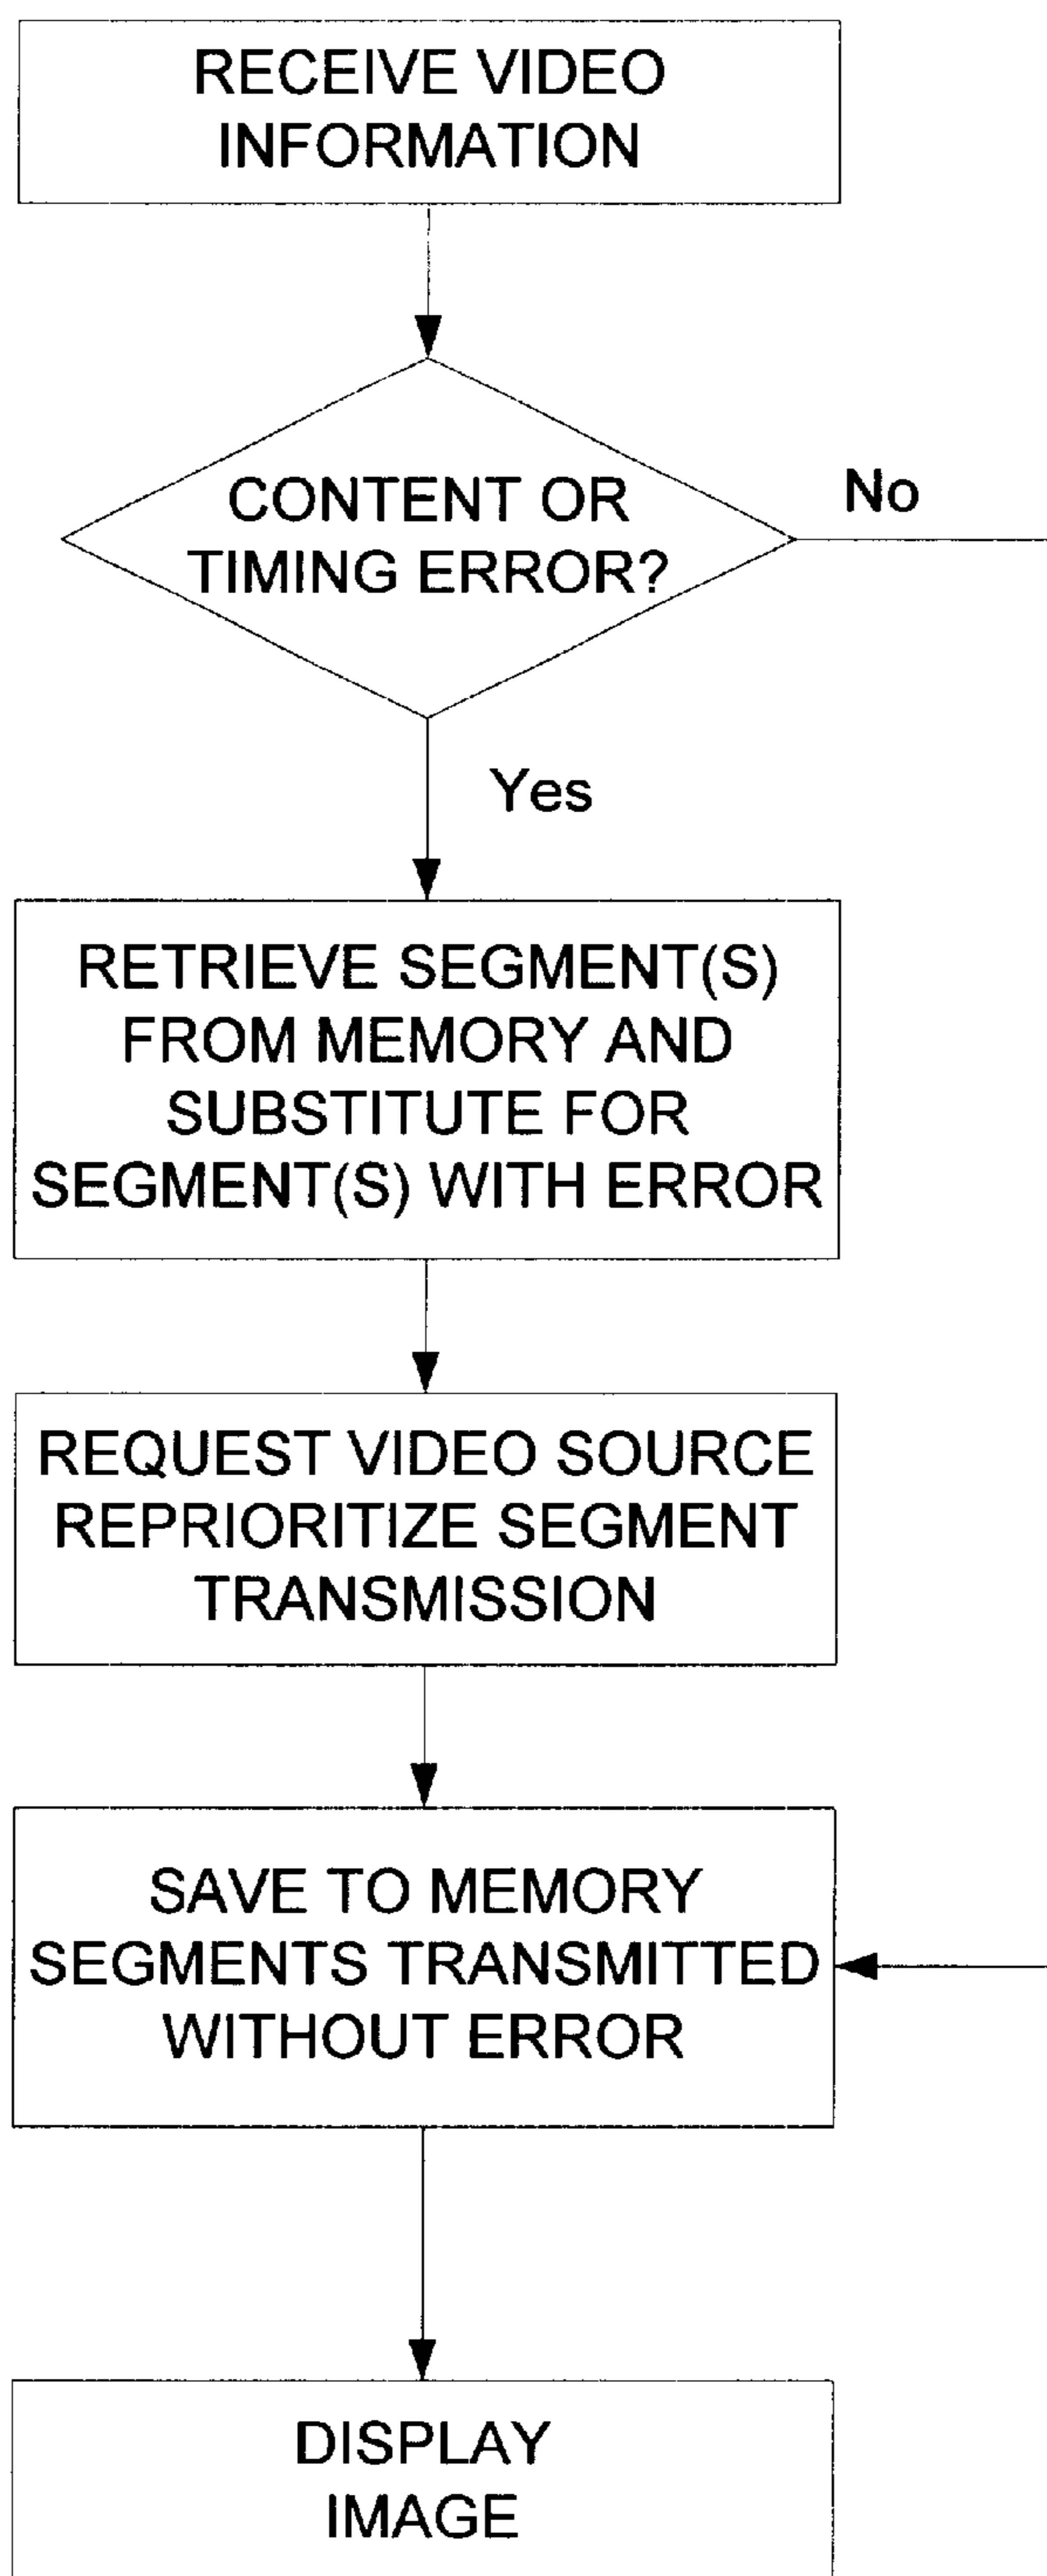 RECEIVE VIDEO
INFORMATION
CONTENT OR
TIMING ERROR?
No
Yes
RETRIEVE SEGMENT(S)
FROM MEMORY AND
SUBSTITUTE FOR
SEGMENT(S) WITH ERROR
REQUEST VIDEO SOURCE
REPRIORITIZE SEGMENT
TRANSMISSION
SAVE TO MEMORY
SEGMENTS TRANSMITTED
WITHOUT ERROR
DISPLAY
IMAGE